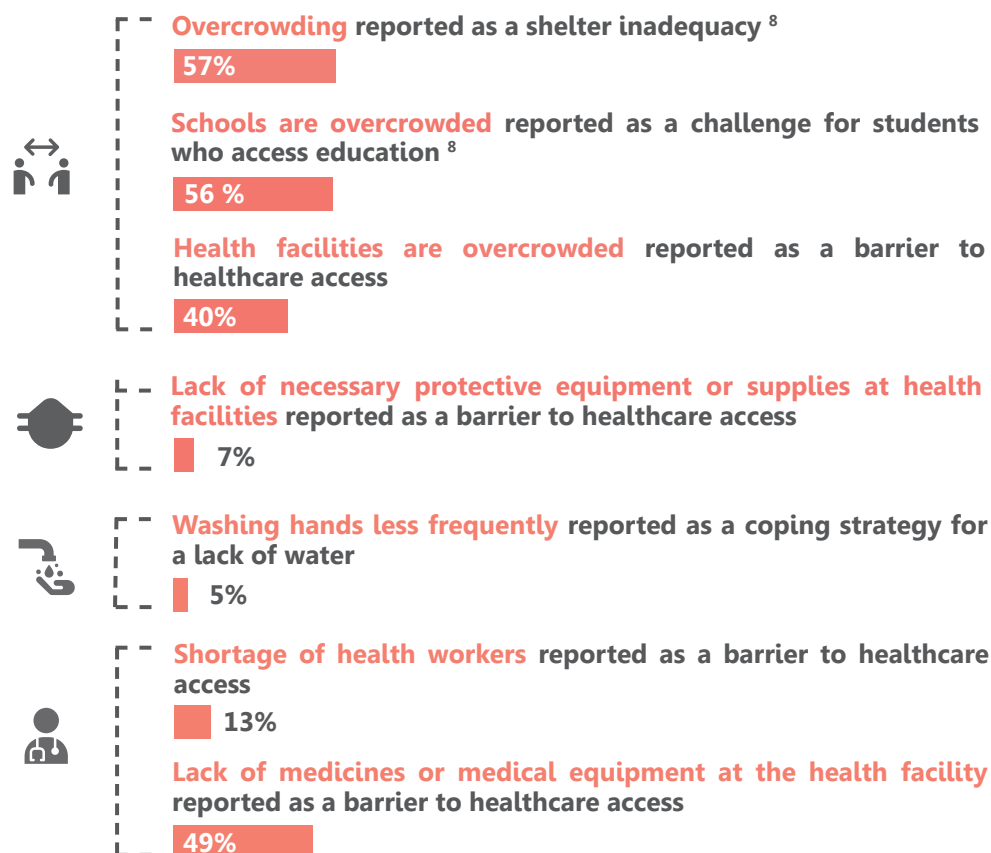 Overcrowding reported as a shelter inadequacy ⁸
57%
Schools are overcrowded reported as a challenge for students
who access education ⁸
56 %
Health facilities are overcrowded reported as a barrier to
healthcare access
40%
Lack of necessary protective equipment or supplies at health
facilities reported as a barrier to healthcare access
7%
Washing hands less frequently reported as a coping strategy for
a lack of water
5%
Shortage of health workers reported as a barrier to healthcare
access
13%
Lack of medicines or medical equipment at the health facility
reported as a barrier to healthcare access
49%